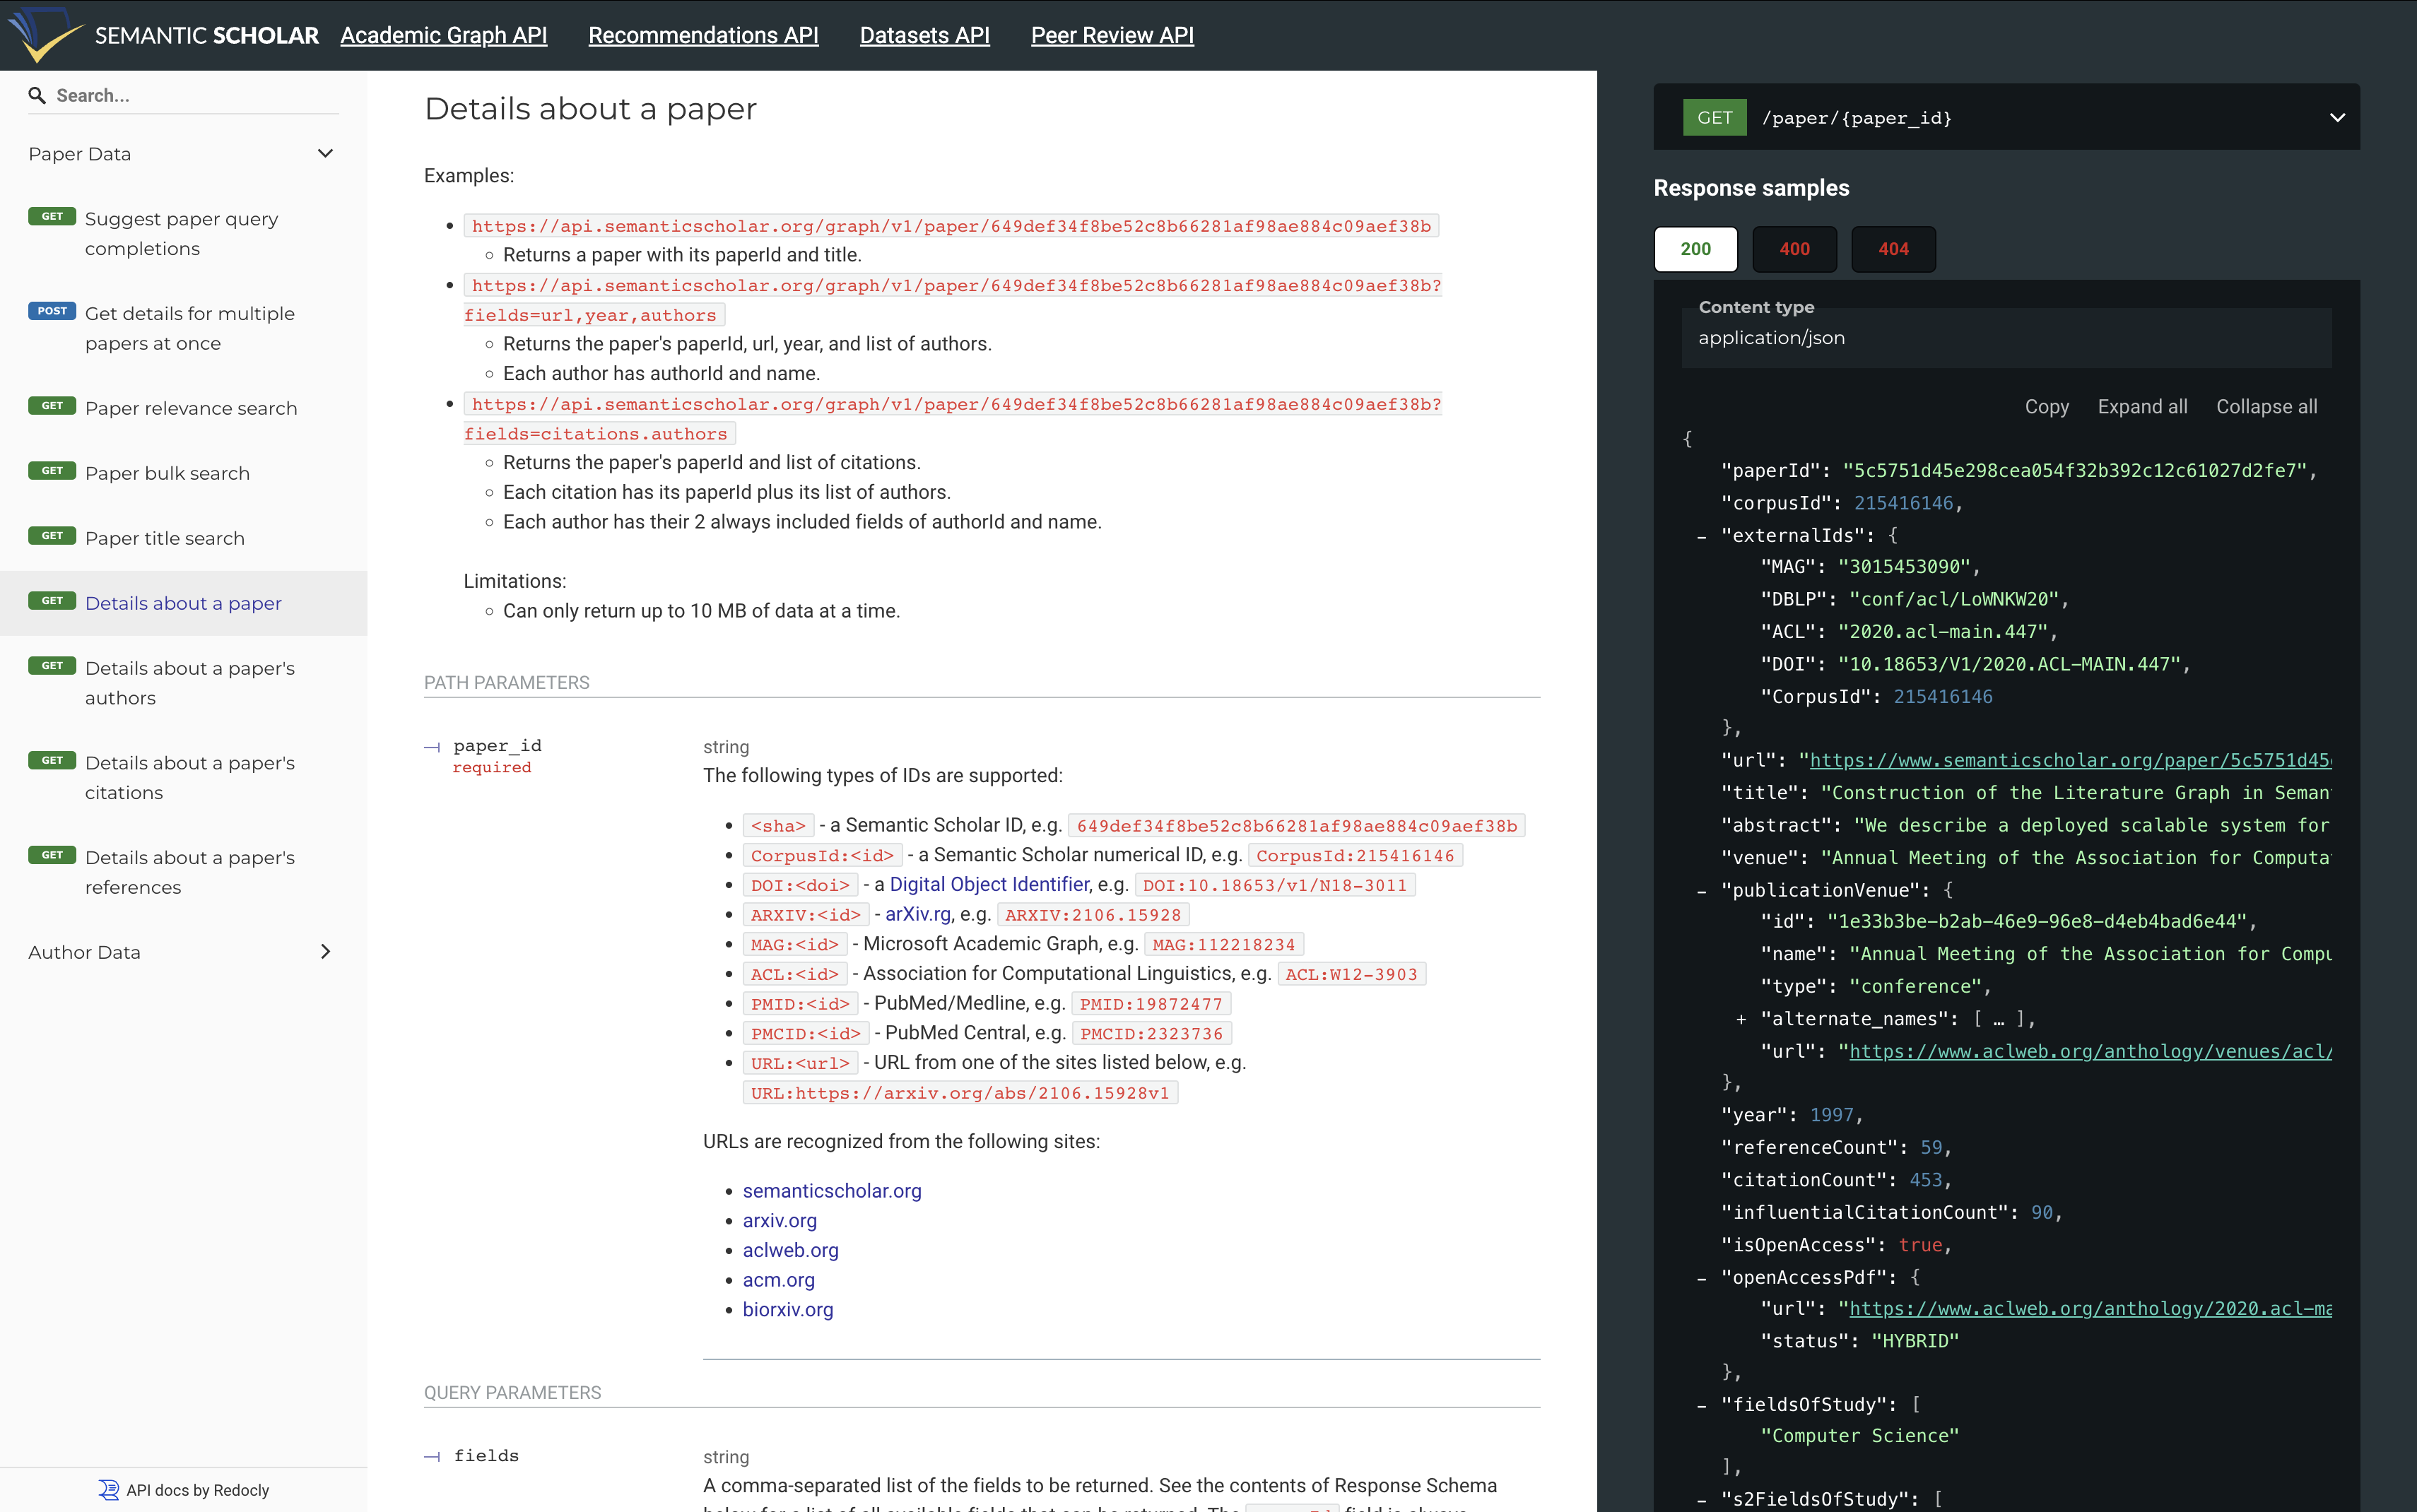 SEMANTIC SCHOLAR
Academic Graph API
Recommendations API
Datasets API
Peer Review API
Search...
Paper Data
GET Suggest paper query
completions
POST Get details for multiple
papers at once
GET Paper relevance search
GET Paper bulk search
GET Paper title search
GET Details about a paper
GET Details about a paper's
authors
GET Details about a paper's
citations
GET Details about a paper's
references
Author Data
API docs by Redocly
Details about a paper
Examples:
https://api.semanticscholar.org/graph/v1/paper/649def34f8be52c8b66281af98ae884c09aef38b
Returns a paper with its paperId and title.
https://api.semanticscholar.org/graph/v1/paper/649def34f8be52c8b66281af98ae884c09aef38b?
fields=url,year,authors
Returns the paper's paperId, url, year, and list of authors.
Each author has authorId and name.
https://api.semanticscholar.org/graph/v1/paper/649def34f8be52c8b66281af98ae884c09aef38b?
fields=citations.authors
Returns the paper's paperId and list of citations.
Each citation has its paperId plus its list of authors.
Each author has their 2 always included fields of authorId and name.
Limitations:
Can only return up to 10 MB of data at a time.
PATH PARAMETERS
paper_id
required
string
The following types of IDs are supported:
<sha> - a Semantic Scholar ID, e.g. 649def34f8be52c8b66281af98ae884c09aef38b
CorpusId:<id> - a Semantic Scholar numerical ID, e.g. CorpusId:215416146
DOI:<doi> - a Digital Object Identifier, e.g. DOI:10.18653/v1/N18-3011
ARXIV:<id> - arXiv.rg, e.g. ARXIV:2106.15928
MAG:<id> - Microsoft Academic Graph, e.g. MAG:112218234
ACL:<id> - Association for Computational Linguistics, e.g. ACL:W12-3903
PMID:<id> - PubMed/Medline, e.g. PMID:19872477
PMCID:<id> - PubMed Central, e.g. PMCID:2323736
URL:<url> - URL from one of the sites listed below, e.g.
URL:https://arxiv.org/abs/2106.15928v1
URLs are recognized from the following sites:
semanticscholar.org
arxiv.org
aclweb.org
acm.org
biorxiv.org
QUERY PARAMETERS
fields
string
A comma-separated list of the fields to be returned. See the contents of Response Schema
GET /paper/{paper_id}
Response samples
200 400 404
Content type
application/json
Copy Expand all Collapse all
{
"paperId": "5c5751d45e298cea054f32b392c12c61027d2fe7",
"corpusId": 215416146,
- "externalIds": {
"MAG": "3015453090",
"DBLP": "conf/acl/LoWNKW20",
"ACL": "2020.acl-main.447",
"DOI": "10.18653/V1/2020.ACL-MAIN.447",
"CorpusId": 215416146
},
"url": "https://www.semanticscholar.org/paper/5c5751d45
"title": "Construction of the Literature Graph in Seman
"abstract": "We describe a deployed scalable system for
"venue": "Annual Meeting of the Association for Computa
- "publicationVenue": {
"id": "1e33b3be-b2ab-46e9-96e8-d4eb4bad6e44",
"name": "Annual Meeting of the Association for Compu
"type": "conference",
+ "alternate_names": [ … ],
"url": "https://www.aclweb.org/anthology/venues/acl/
},
"year": 1997,
"referenceCount": 59,
"citationCount": 453,
"influentialCitationCount": 90,
"isOpenAccess": true,
- "openAccessPdf": {
"url": "https://www.aclweb.org/anthology/2020.acl-ma
"status": "HYBRID"
},
- "fieldsOfStudy": [
"Computer Science"
],
- "s2FieldsOfStudy": [